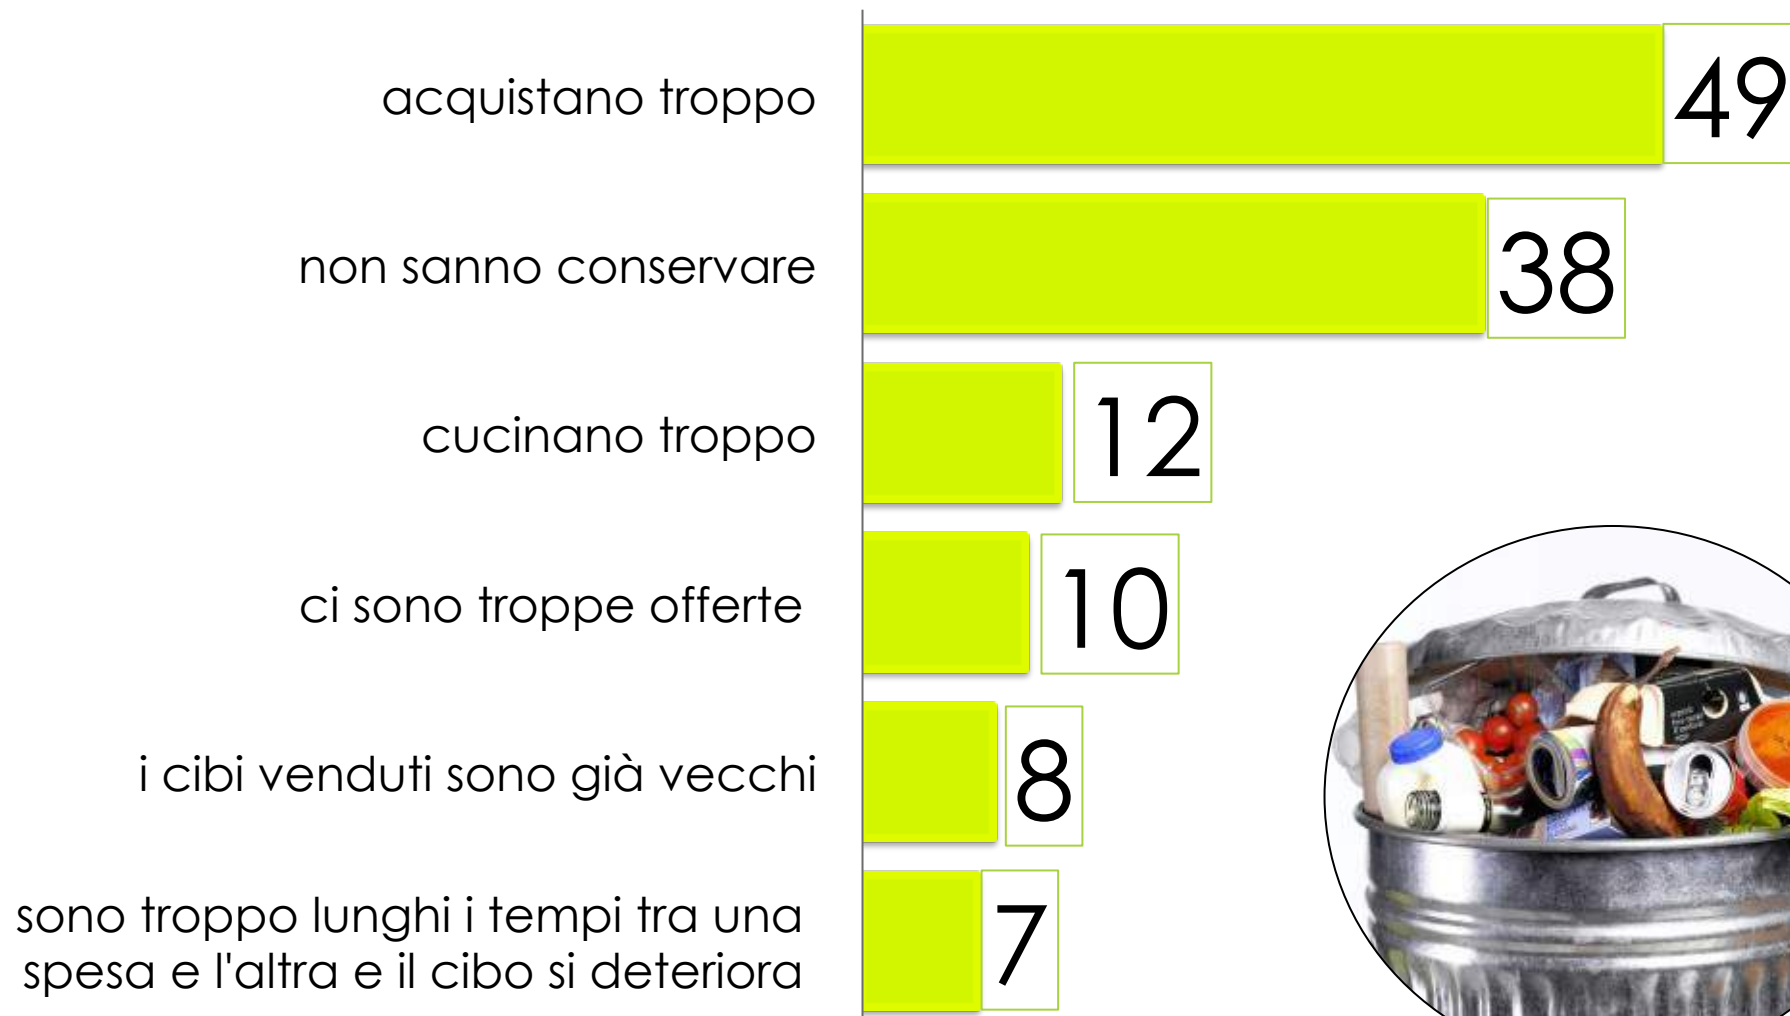 acquistano troppo
49
non sanno conservare
38
cucinano troppo
12
ci sono troppe offerte
10
i cibi venduti sono già vecchi
8
sono troppo lunghi i tempi tra una
spesa e l'altra e il cibo si deteriora
7